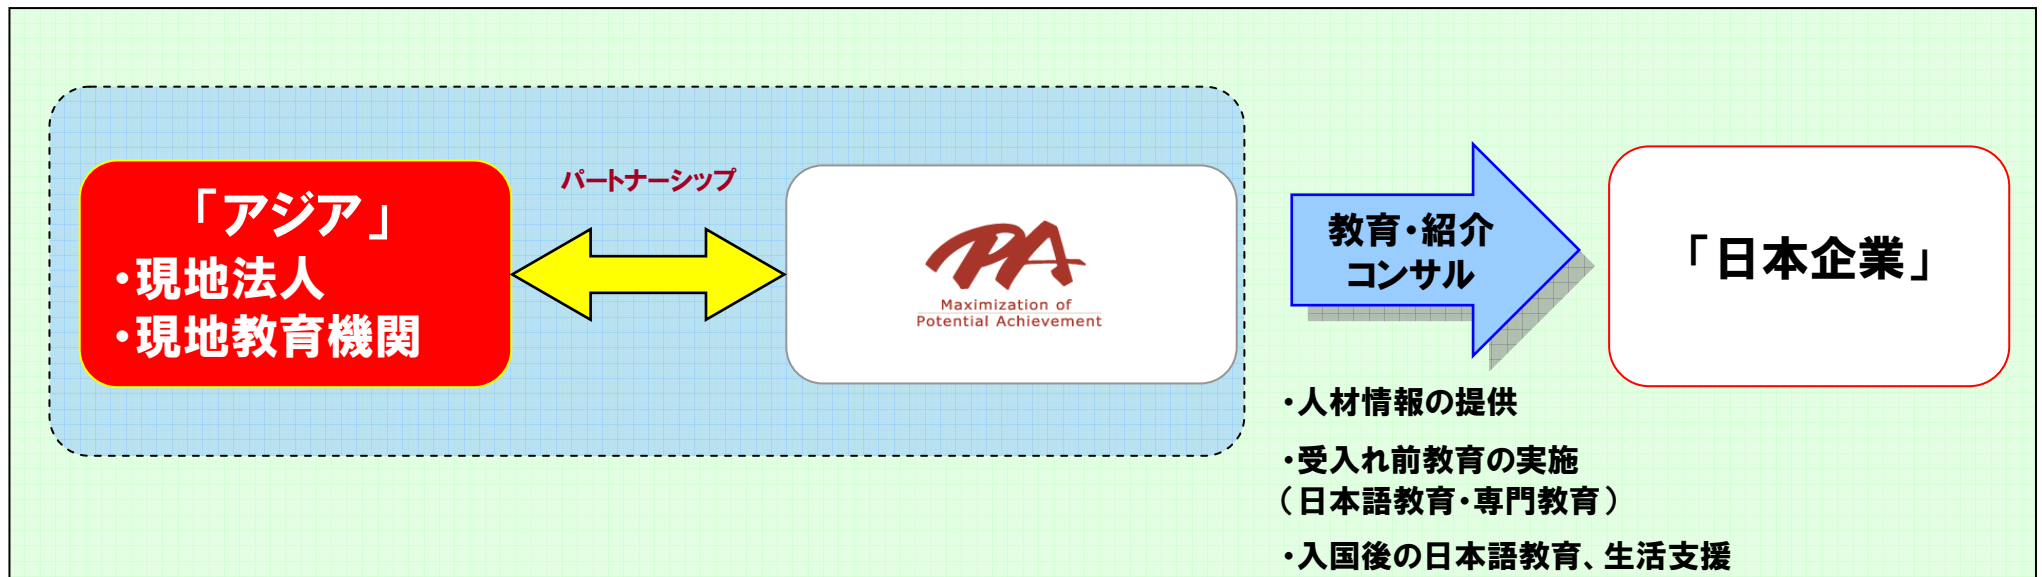 「アジア」
・現地法人
・現地教育機関
パートナーシップ
PA
Maximization of
Potential Achievement
教育・紹介
コンサル
「日本企業」
・人材情報の提供
・受入れ前教育の実施
（日本語教育・専門教育）
・入国後の日本語教育、生活支援